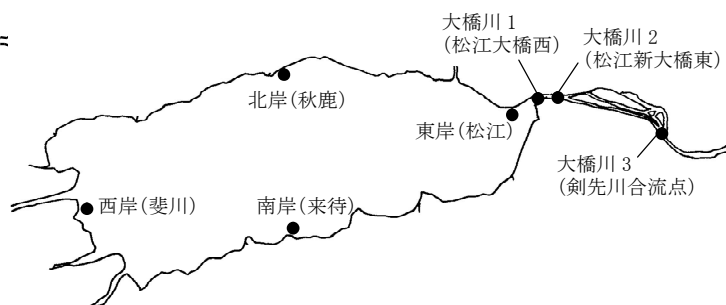 大橋川 1
(松江大橋西)
大橋川 2
(松江新大橋東)
北岸(秋鹿)
東岸(松江)
大橋川 3
(剣先川合流点)
西岸(斐川)
南岸(来待)